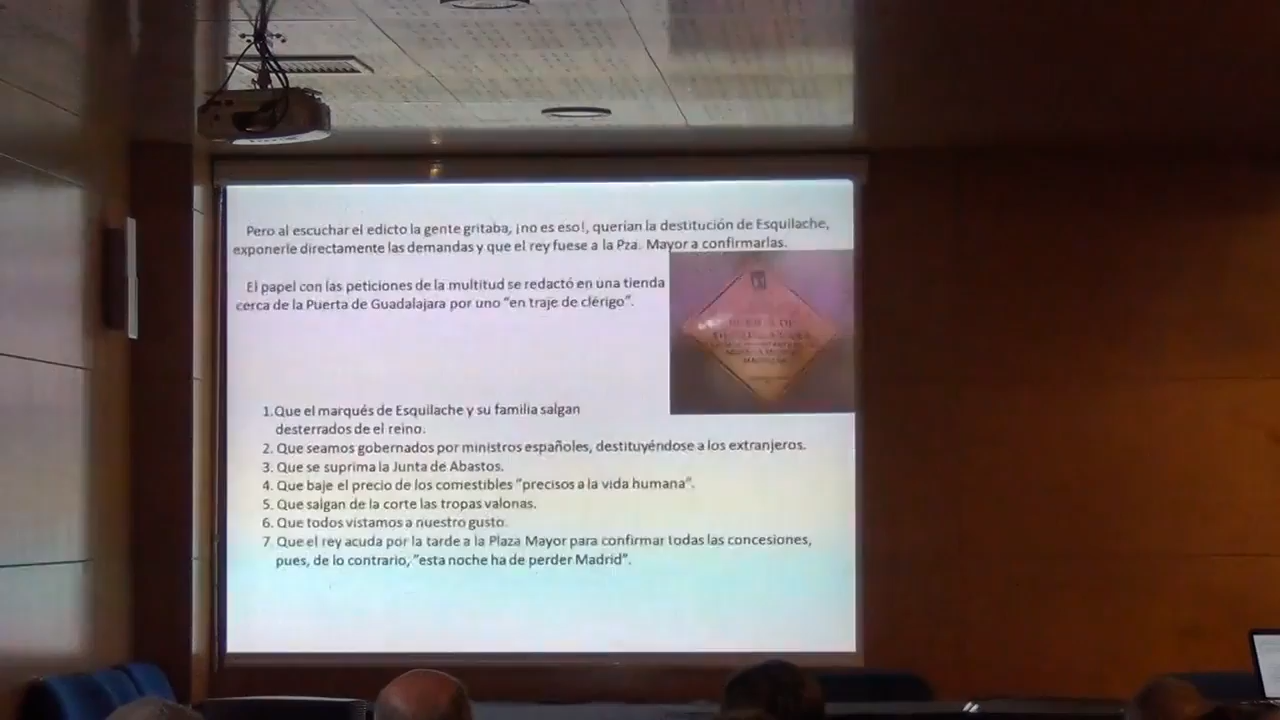 Pero al escuchar el edicto la gente gritaba, ¡no es eso!, querían la destitución de Esquilache,
exponerle directamente las demandas y que el rey fuese a la Pza. Mayor a confirmarlas.
El papel con las peticiones de la multitud se redactó en una tienda
cerca de la Puerta de Guadalajara por uno "en traje de clérigo".
1.Que el marqués de Esquilache y su familia salgan
desterrados de el reino.
2. Que seamos gobernados por ministros españoles, destituyéndose a los extranjeros.
3. Que se suprima la Junta de Abastos.
4. Que baje el precio de los comestibles "precisos a la vida humana".
5. Que salgan de la corte las tropas valonas.
6. Que todos vistamos a nuestro gusto.
7. Que el rey acuda por la tarde a la Plaza Mayor para confirmar todas las concesiones,
pues, de lo contrario, "esta noche ha de perder Madrid".